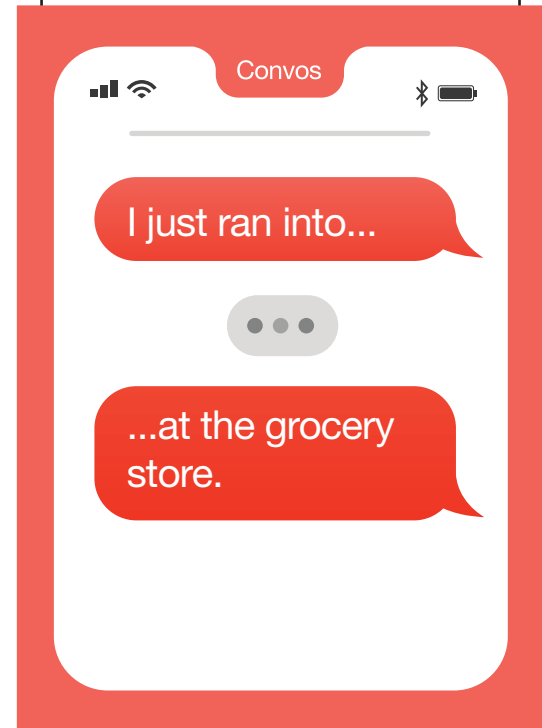 Convos
I just ran into...
...at the grocery
store.